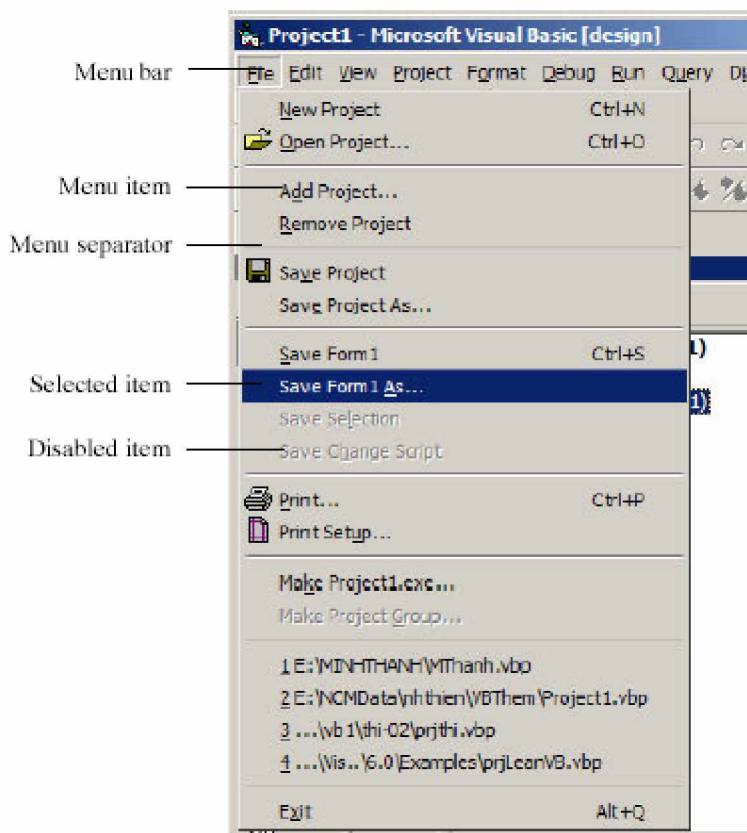 Project1 - Microsoft Visual Basic [design]
Menu bar
File Edit View Project Format Debug Run Query
New Project Ctrl+N
Open Project... Ctrl+O
Menu item
Add Project...
Remove Project
Menu separator
Save Project
Save Project As...
Save Form1 Ctrl+S
1)
Selected item
Save Form1 As...
1)
Save Selection
Disabled item
Save Change Script
Print... Ctrl+P
Print Setup...
Make Project1.exe...
Make Project Group...
1 E:\MINHTHANH\MThanh.vbp
2 E:\NCMData\nhthien\VBThem\Project1.vbp
3 ...\vb1\thi-02\prjthi.vbp
4 ...\Vis..\6.0\Examples\prjLeanVB.vbp
Exit Alt+Q